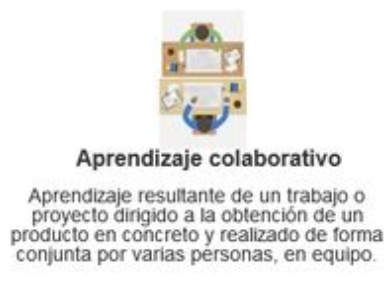 Aprendizaje colaborativo
Aprendizaje resultante de un trabajo o
proyecto dirigido a la obtención de un
producto en concreto y realizado de forma
conjunta por varias personas, en equipo.